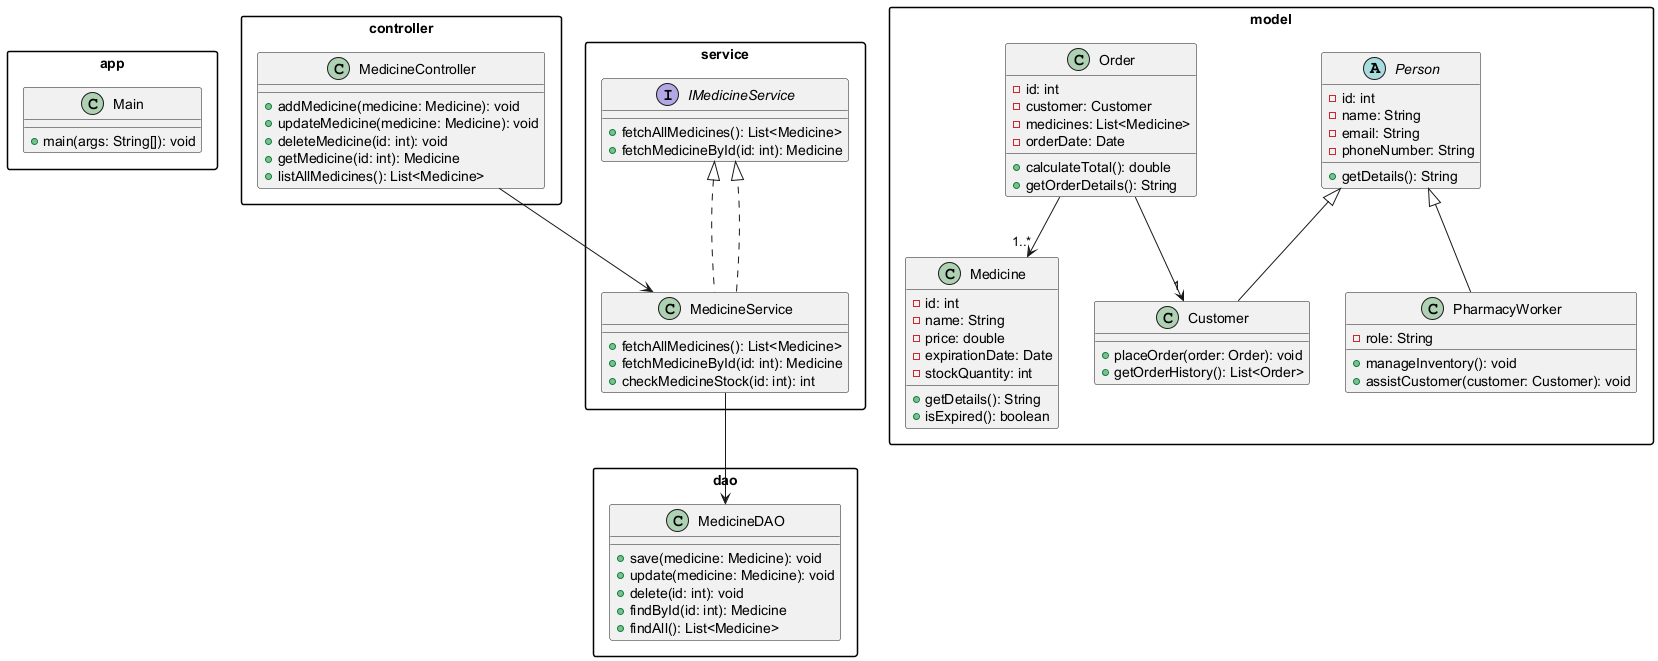 app
C Main
main(args: String[]): void
controller
C MedicineController
addMedicine(medicine: Medicine): void
updateMedicine(medicine: Medicine): void
deleteMedicine(id: int): void
getMedicine(id: int): Medicine
listAllMedicines(): List<Medicine>
service
I IMedicineService
fetchAllMedicines(): List<Medicine>
fetchMedicineById(id: int): Medicine
C MedicineService
fetchAllMedicines(): List<Medicine>
fetchMedicineById(id: int): Medicine
checkMedicineStock(id: int): int
dao
C MedicineDAO
save(medicine: Medicine): void
update(medicine: Medicine): void
delete(id: int): void
findById(id: int): Medicine
findAll(): List<Medicine>
model
C Order
id: int
customer: Customer
medicines: List<Medicine>
orderDate: Date
calculateTotal(): double
getOrderDetails(): String
A Person
id: int
name: String
email: String
phoneNumber: String
getDetails(): String
1..*
1
C Medicine
id: int
name: String
price: double
expirationDate: Date
stockQuantity: int
getDetails(): String
isExpired(): boolean
C Customer
placeOrder(order: Order): void
getOrderHistory(): List<Order>
C PharmacyWorker
role: String
manageInventory(): void
assistCustomer(customer: Customer): void